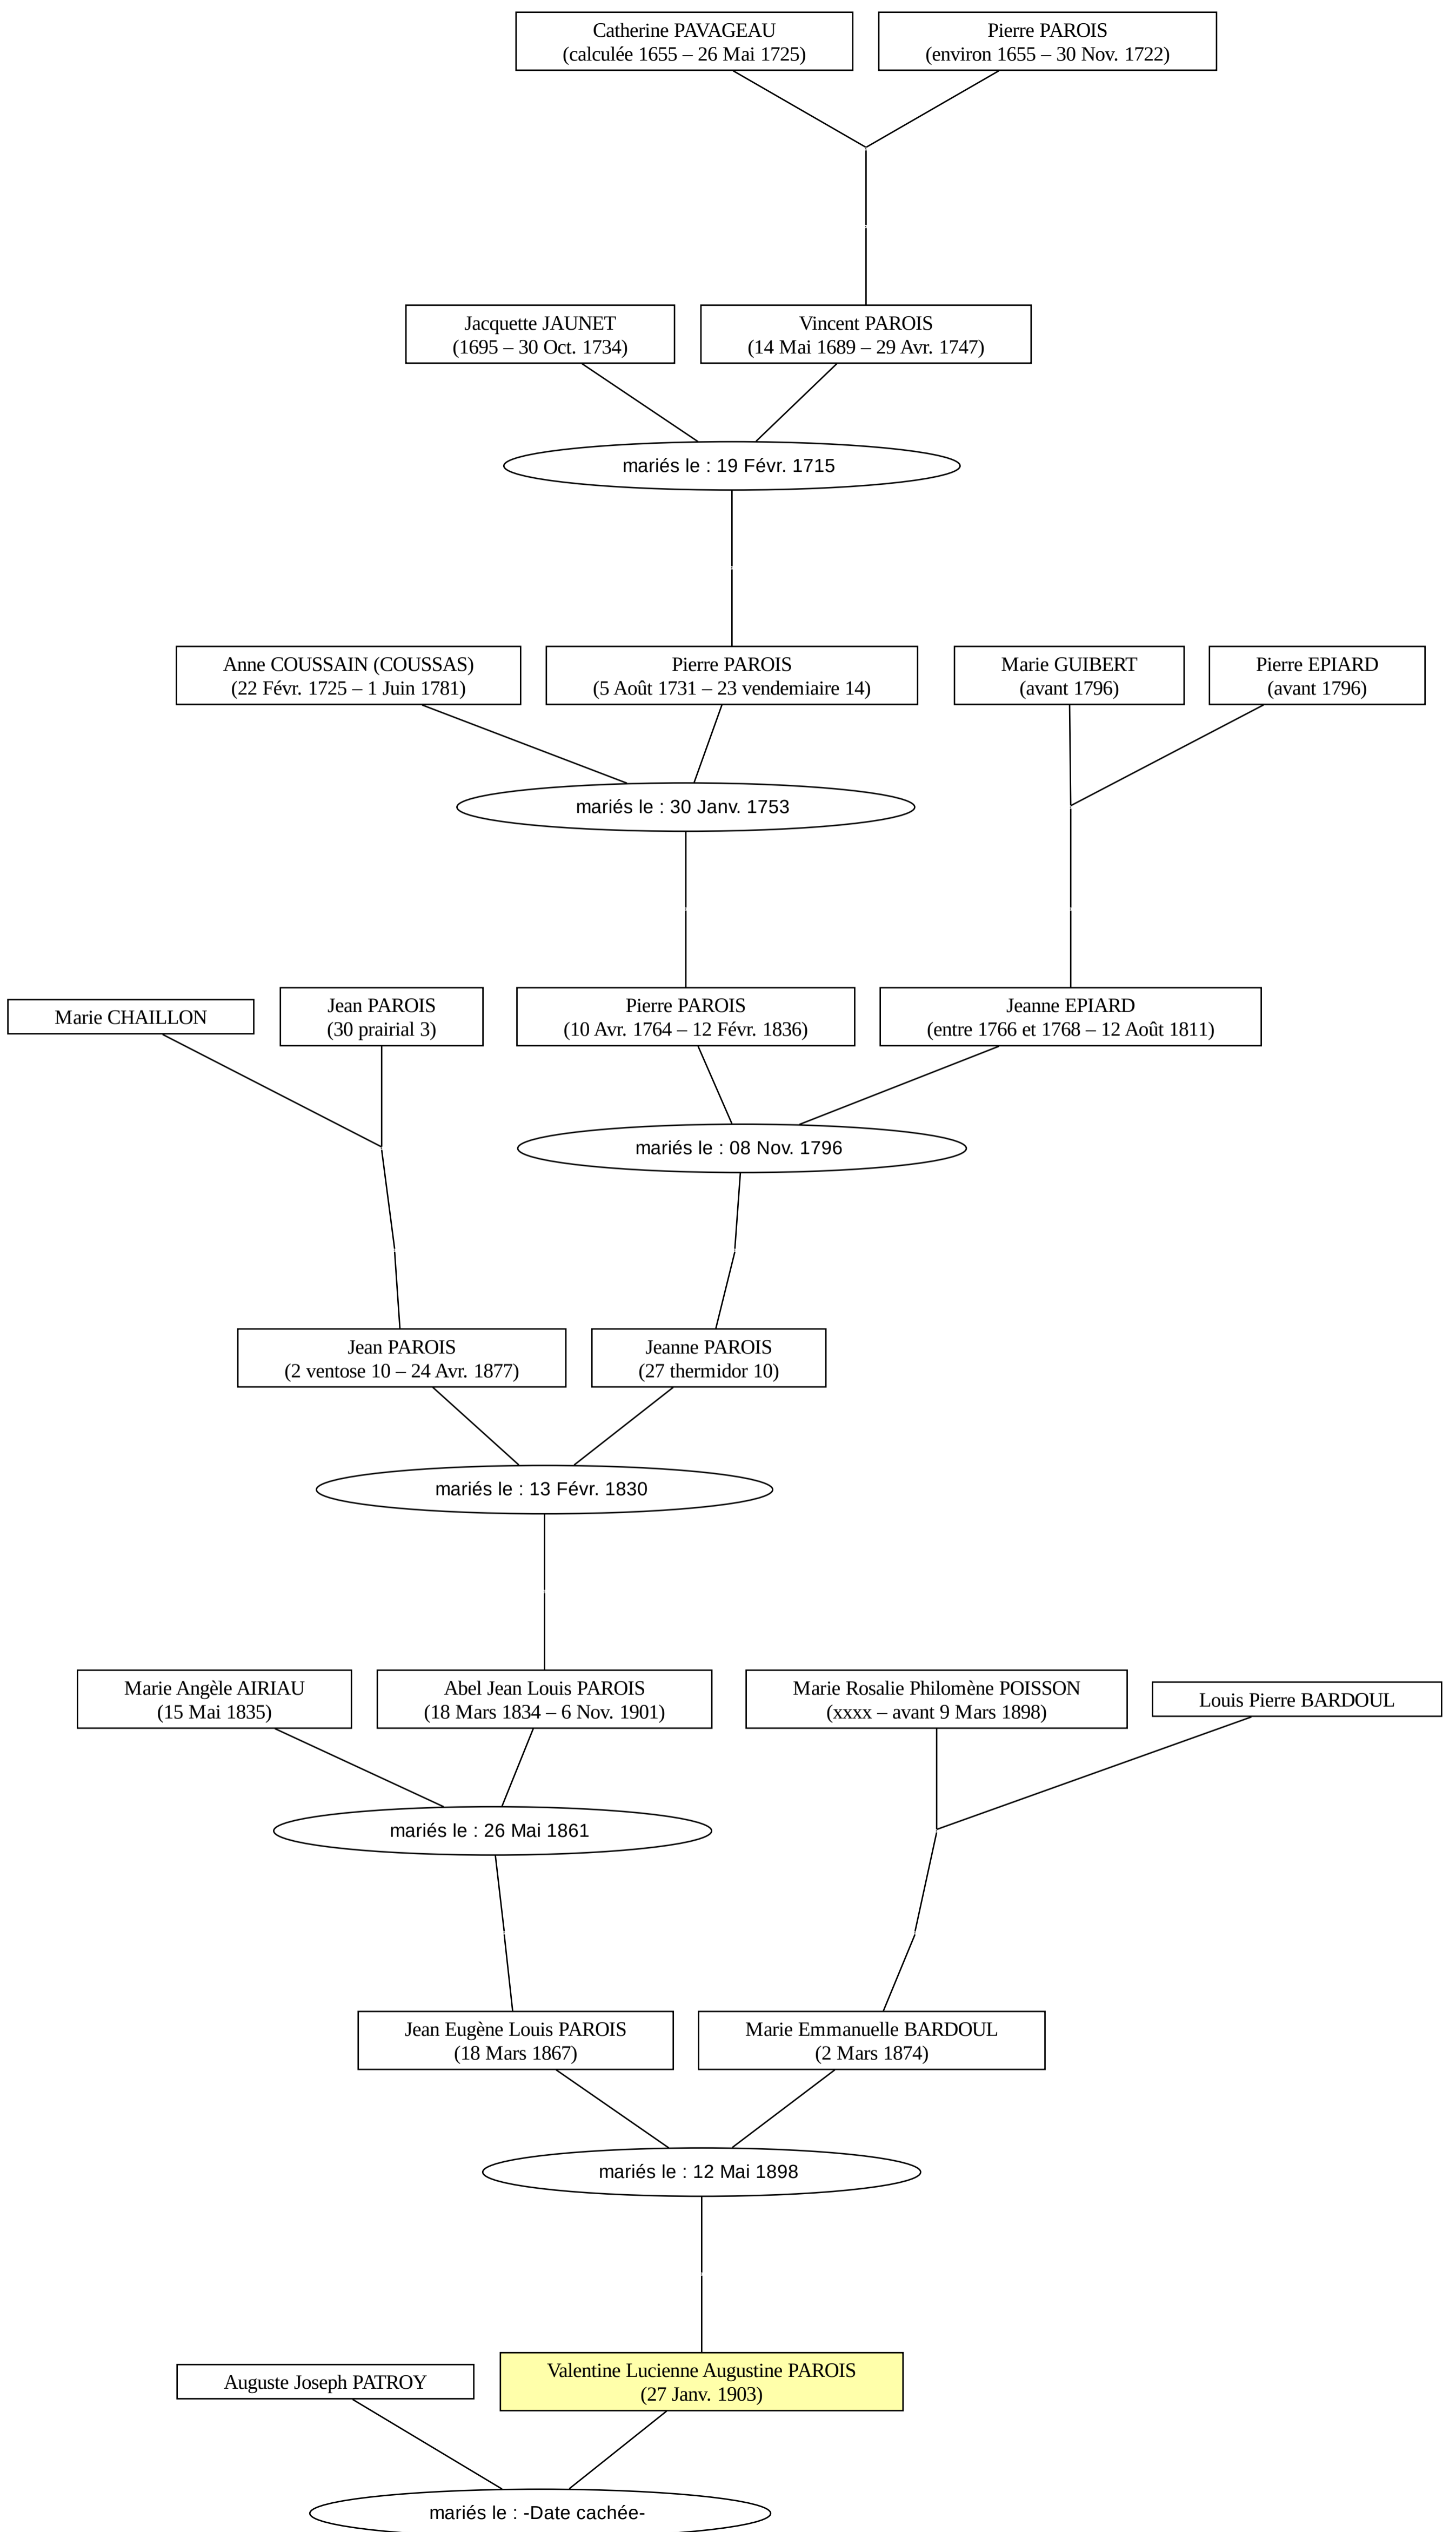 Catherine PAVAGEAU
(calculée 1655 – 26 Mai 1725)
Pierre PAROIS
(environ 1655 – 30 Nov. 1722)
Jacquette JAUNET
(1695 – 30 Oct. 1734)
Vincent PAROIS
(14 Mai 1689 – 29 Avr. 1747)
mariés le : 19 Févr. 1715
Anne COUSSAIN (COUSSAS)
(22 Févr. 1725 – 1 Juin 1781)
Pierre PAROIS
(5 Août 1731 – 23 vendemiaire 14)
Marie GUIBERT
(avant 1796)
Pierre EPIARD
(avant 1796)
mariés le : 30 Janv. 1753
Marie CHAILLON
Jean PAROIS
(30 prairial 3)
Pierre PAROIS
(10 Avr. 1764 – 12 Févr. 1836)
Jeanne EPIARD
(entre 1766 et 1768 – 12 Août 1811)
mariés le : 08 Nov. 1796
Jean PAROIS
(2 ventose 10 – 24 Avr. 1877)
Jeanne PAROIS
(27 thermidor 10)
mariés le : 13 Févr. 1830
Marie Angèle AIRIAU
(15 Mai 1835)
Abel Jean Louis PAROIS
(18 Mars 1834 – 6 Nov. 1901)
Marie Rosalie Philomène POISSON
(xxxx – avant 9 Mars 1898)
Louis Pierre BARDOUL
mariés le : 26 Mai 1861
Jean Eugène Louis PAROIS
(18 Mars 1867)
Marie Emmanuelle BARDOUL
(2 Mars 1874)
mariés le : 12 Mai 1898
Auguste Joseph PATROY
Valentine Lucienne Augustine PAROIS
(27 Janv. 1903)
mariés le : -Date cachée-